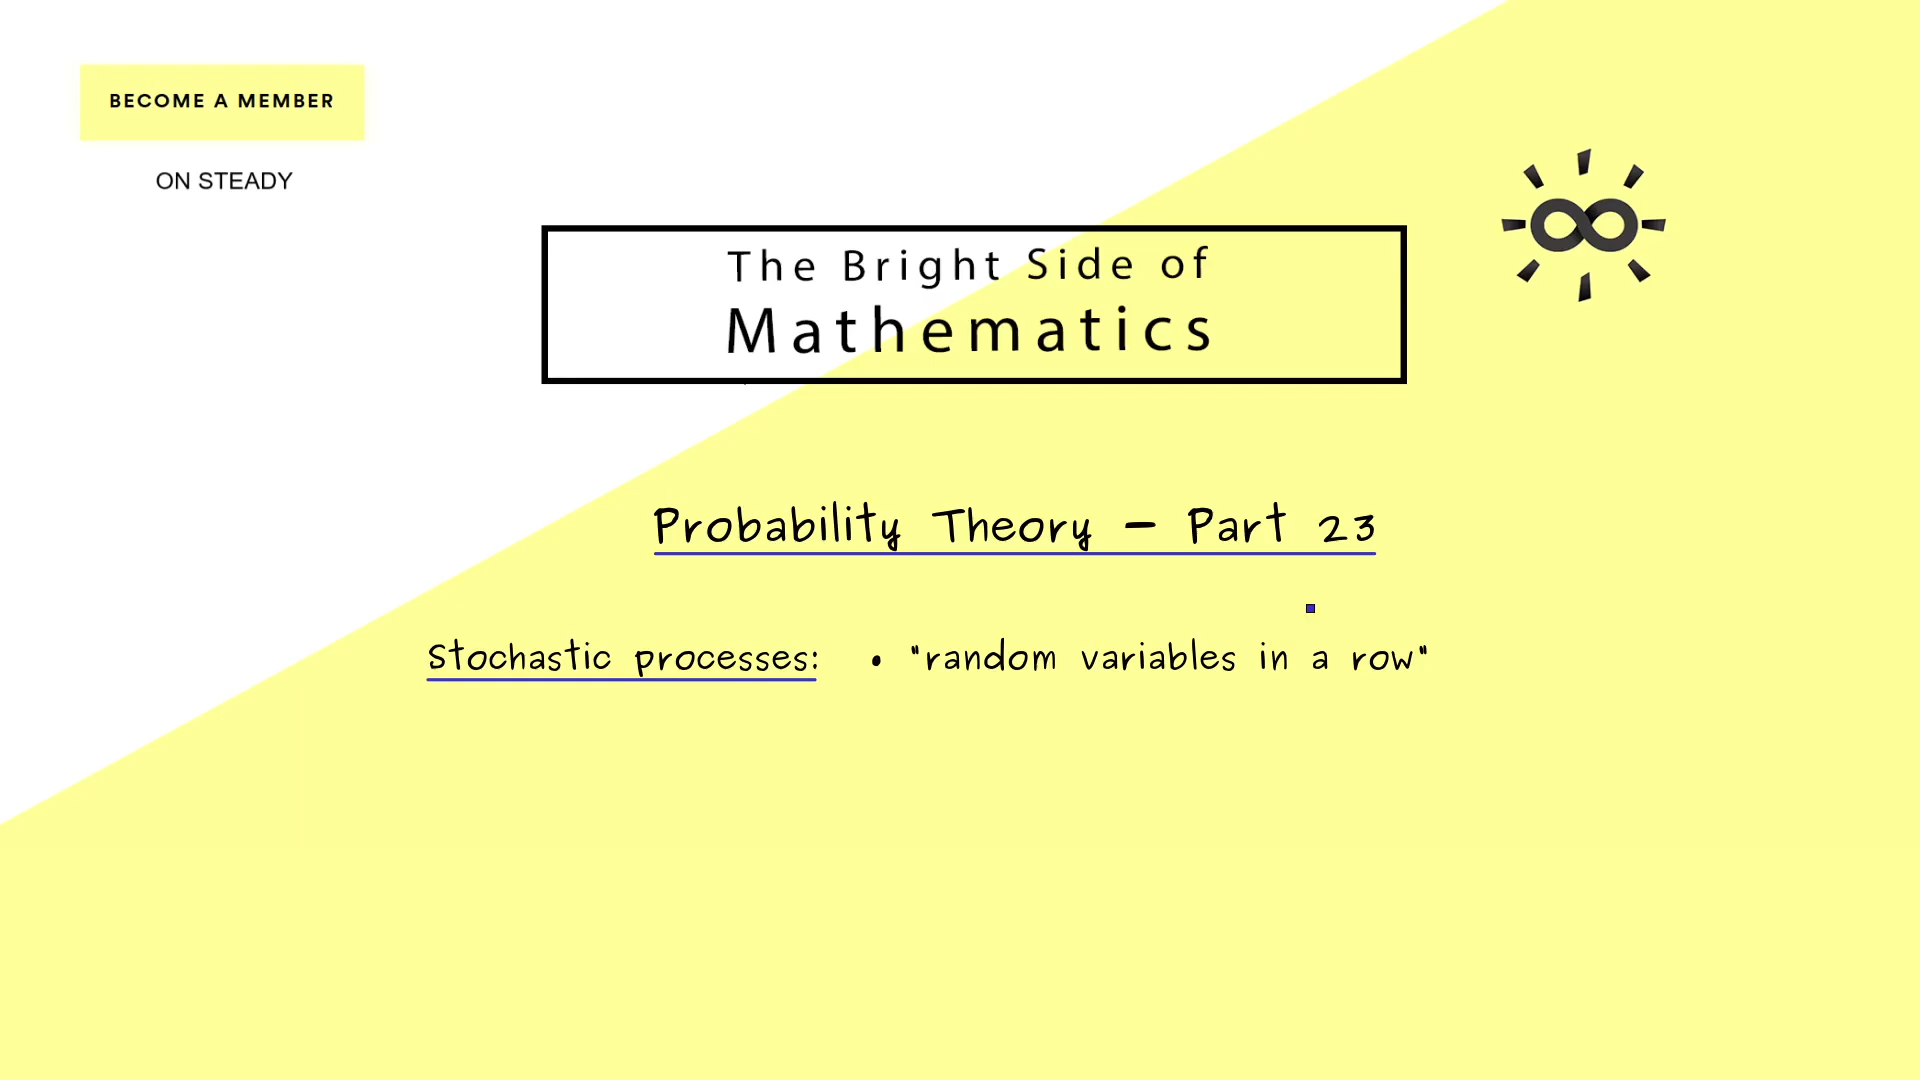 BECOME A MEMBER
ON STEADY
The Bright Side of
Mathematics
Probability Theory – Part 23
Stochastic processes: • "random variables in a row"